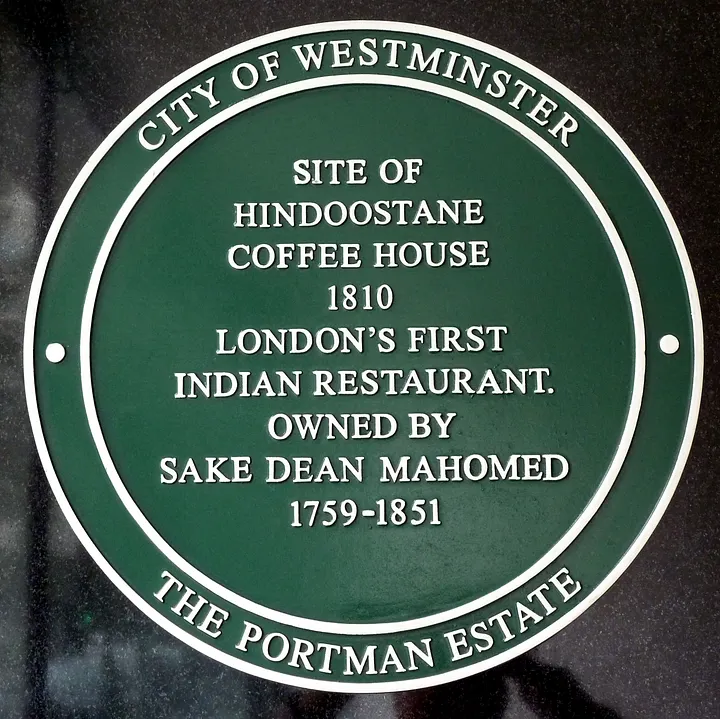 CITY OF WESTMINSTER
SITE OF
HINDOOSTANE
COFFEE HOUSE
1810
LONDON'S FIRST
INDIAN RESTAURANT.
OWNED BY
SAKE DEAN MAHOMED
1759-1851
THE PORTMAN ESTATE